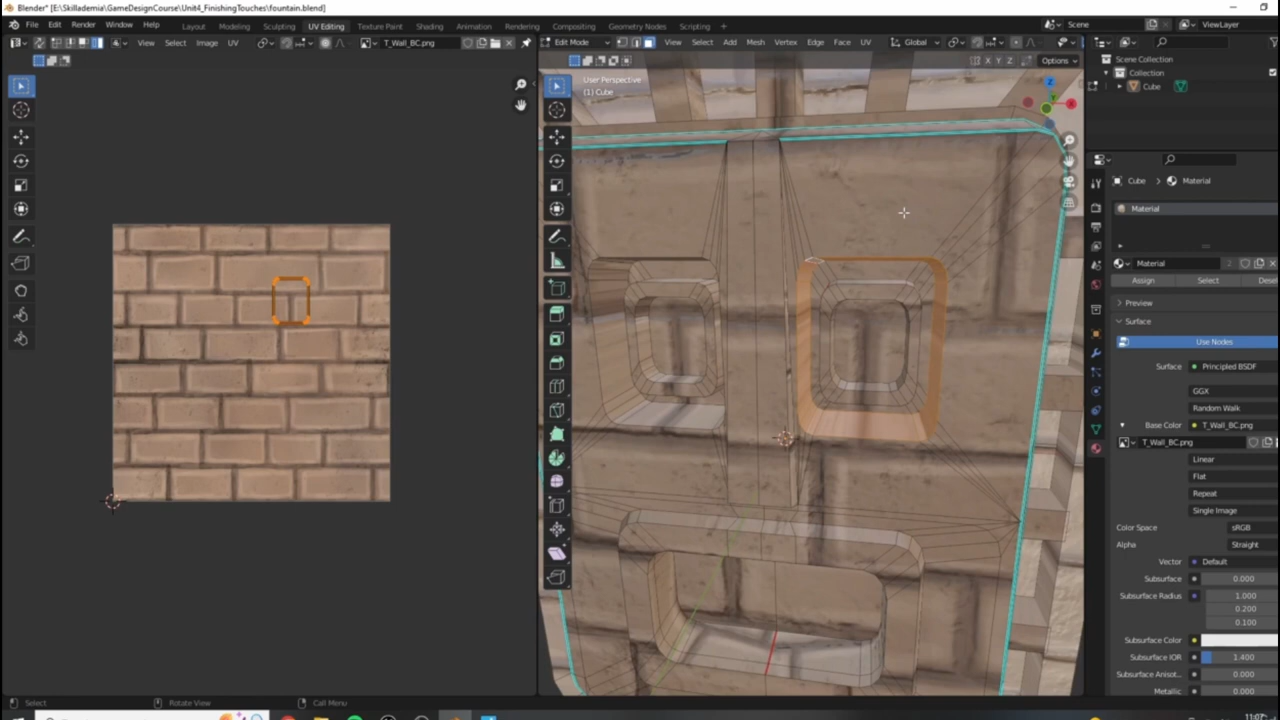 Blender* [E:\Skillademia\GameDesignCourse\Unit4_FinishingTouches\fountain.blend]
File Edit Render Window Help Layout Modeling Sculpting UV Editing Texture Paint Shading Animation Rendering Compositing Geometry Nodes Scripting + Scene ViewLayer
View Select Image UV T_Wall_BC.png Edit Mode View Select Add Mesh Vertex Edge Face UV Global
X Y Z Options
Scene Collection
Collection
Cube
User Perspective
(1) Cube
Z
X
Cube > Material
Material
Material 2
Assign Select Dese
Preview
Surface
Use Nodes
Surface Principled BSDF
GGX
Random Walk
Base Color T_Wall_BC.png
T_Wall_BC.png
Linear
Flat
Repeat
Single Image
Color Space sRGB
Alpha Straight
Vector Default
Subsurface 0.000
Subsurface Radius 1.000
0.200
0.100
Subsurface Color
Subsurface IOR 1.400
Subsurface Anisot... 0.000
Metallic 0.000
Select Rotate View Call Menu
11:07